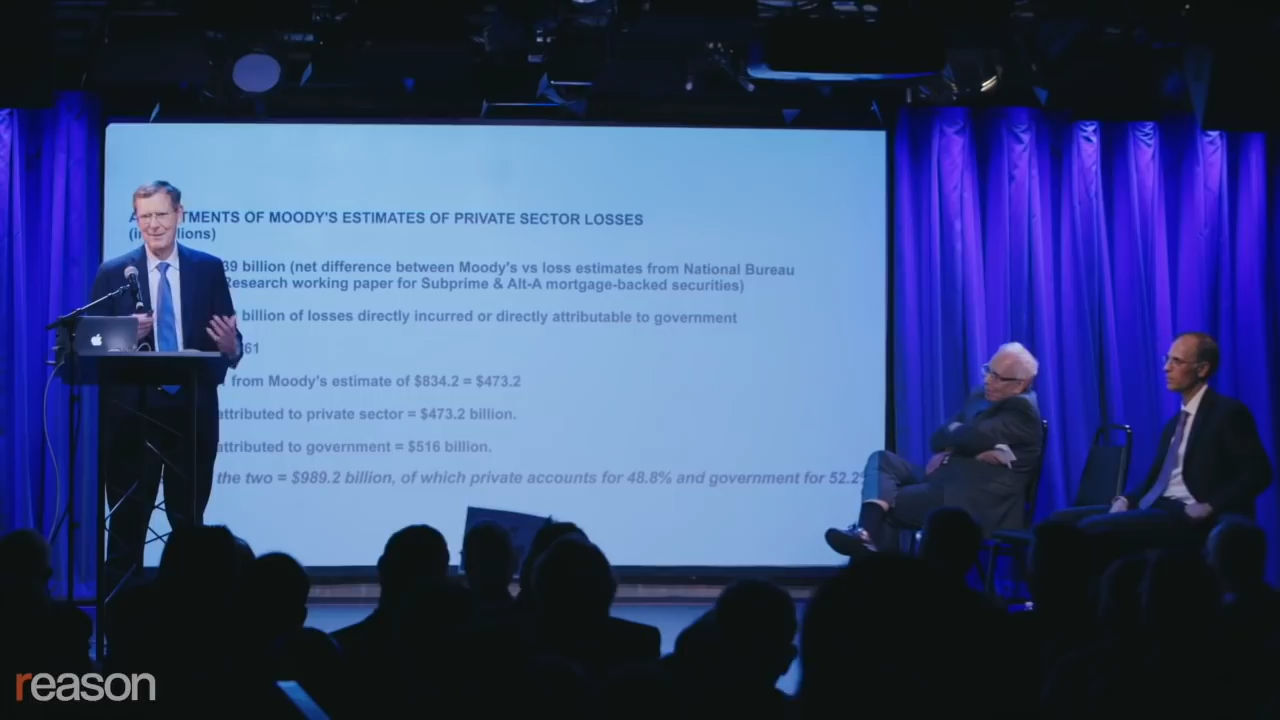 TMENTS OF MOODY'S ESTIMATES OF PRIVATE SECTOR LOSSES
lions)
39 billion (net difference between Moody's vs loss estimates from National Bureau
Research working paper for Subprime & Alt-A mortgage-backed securities)
billion of losses directly incurred or directly attributable to government
61
from Moody's estimate of $834.2 = $473.2
attributed to private sector = $473.2 billion.
attributed to government = $516 billion.
the two = $989.2 billion, of which private accounts for 48.8% and government for 52.2
reason